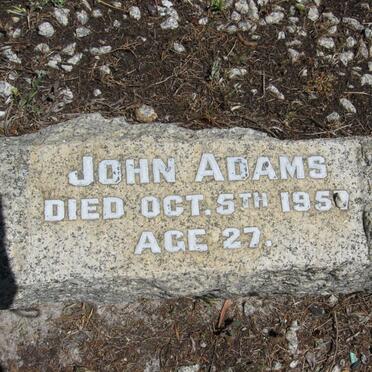 JOHN ADAMS
DIED OCT. 5TH 1950
AGE 27.